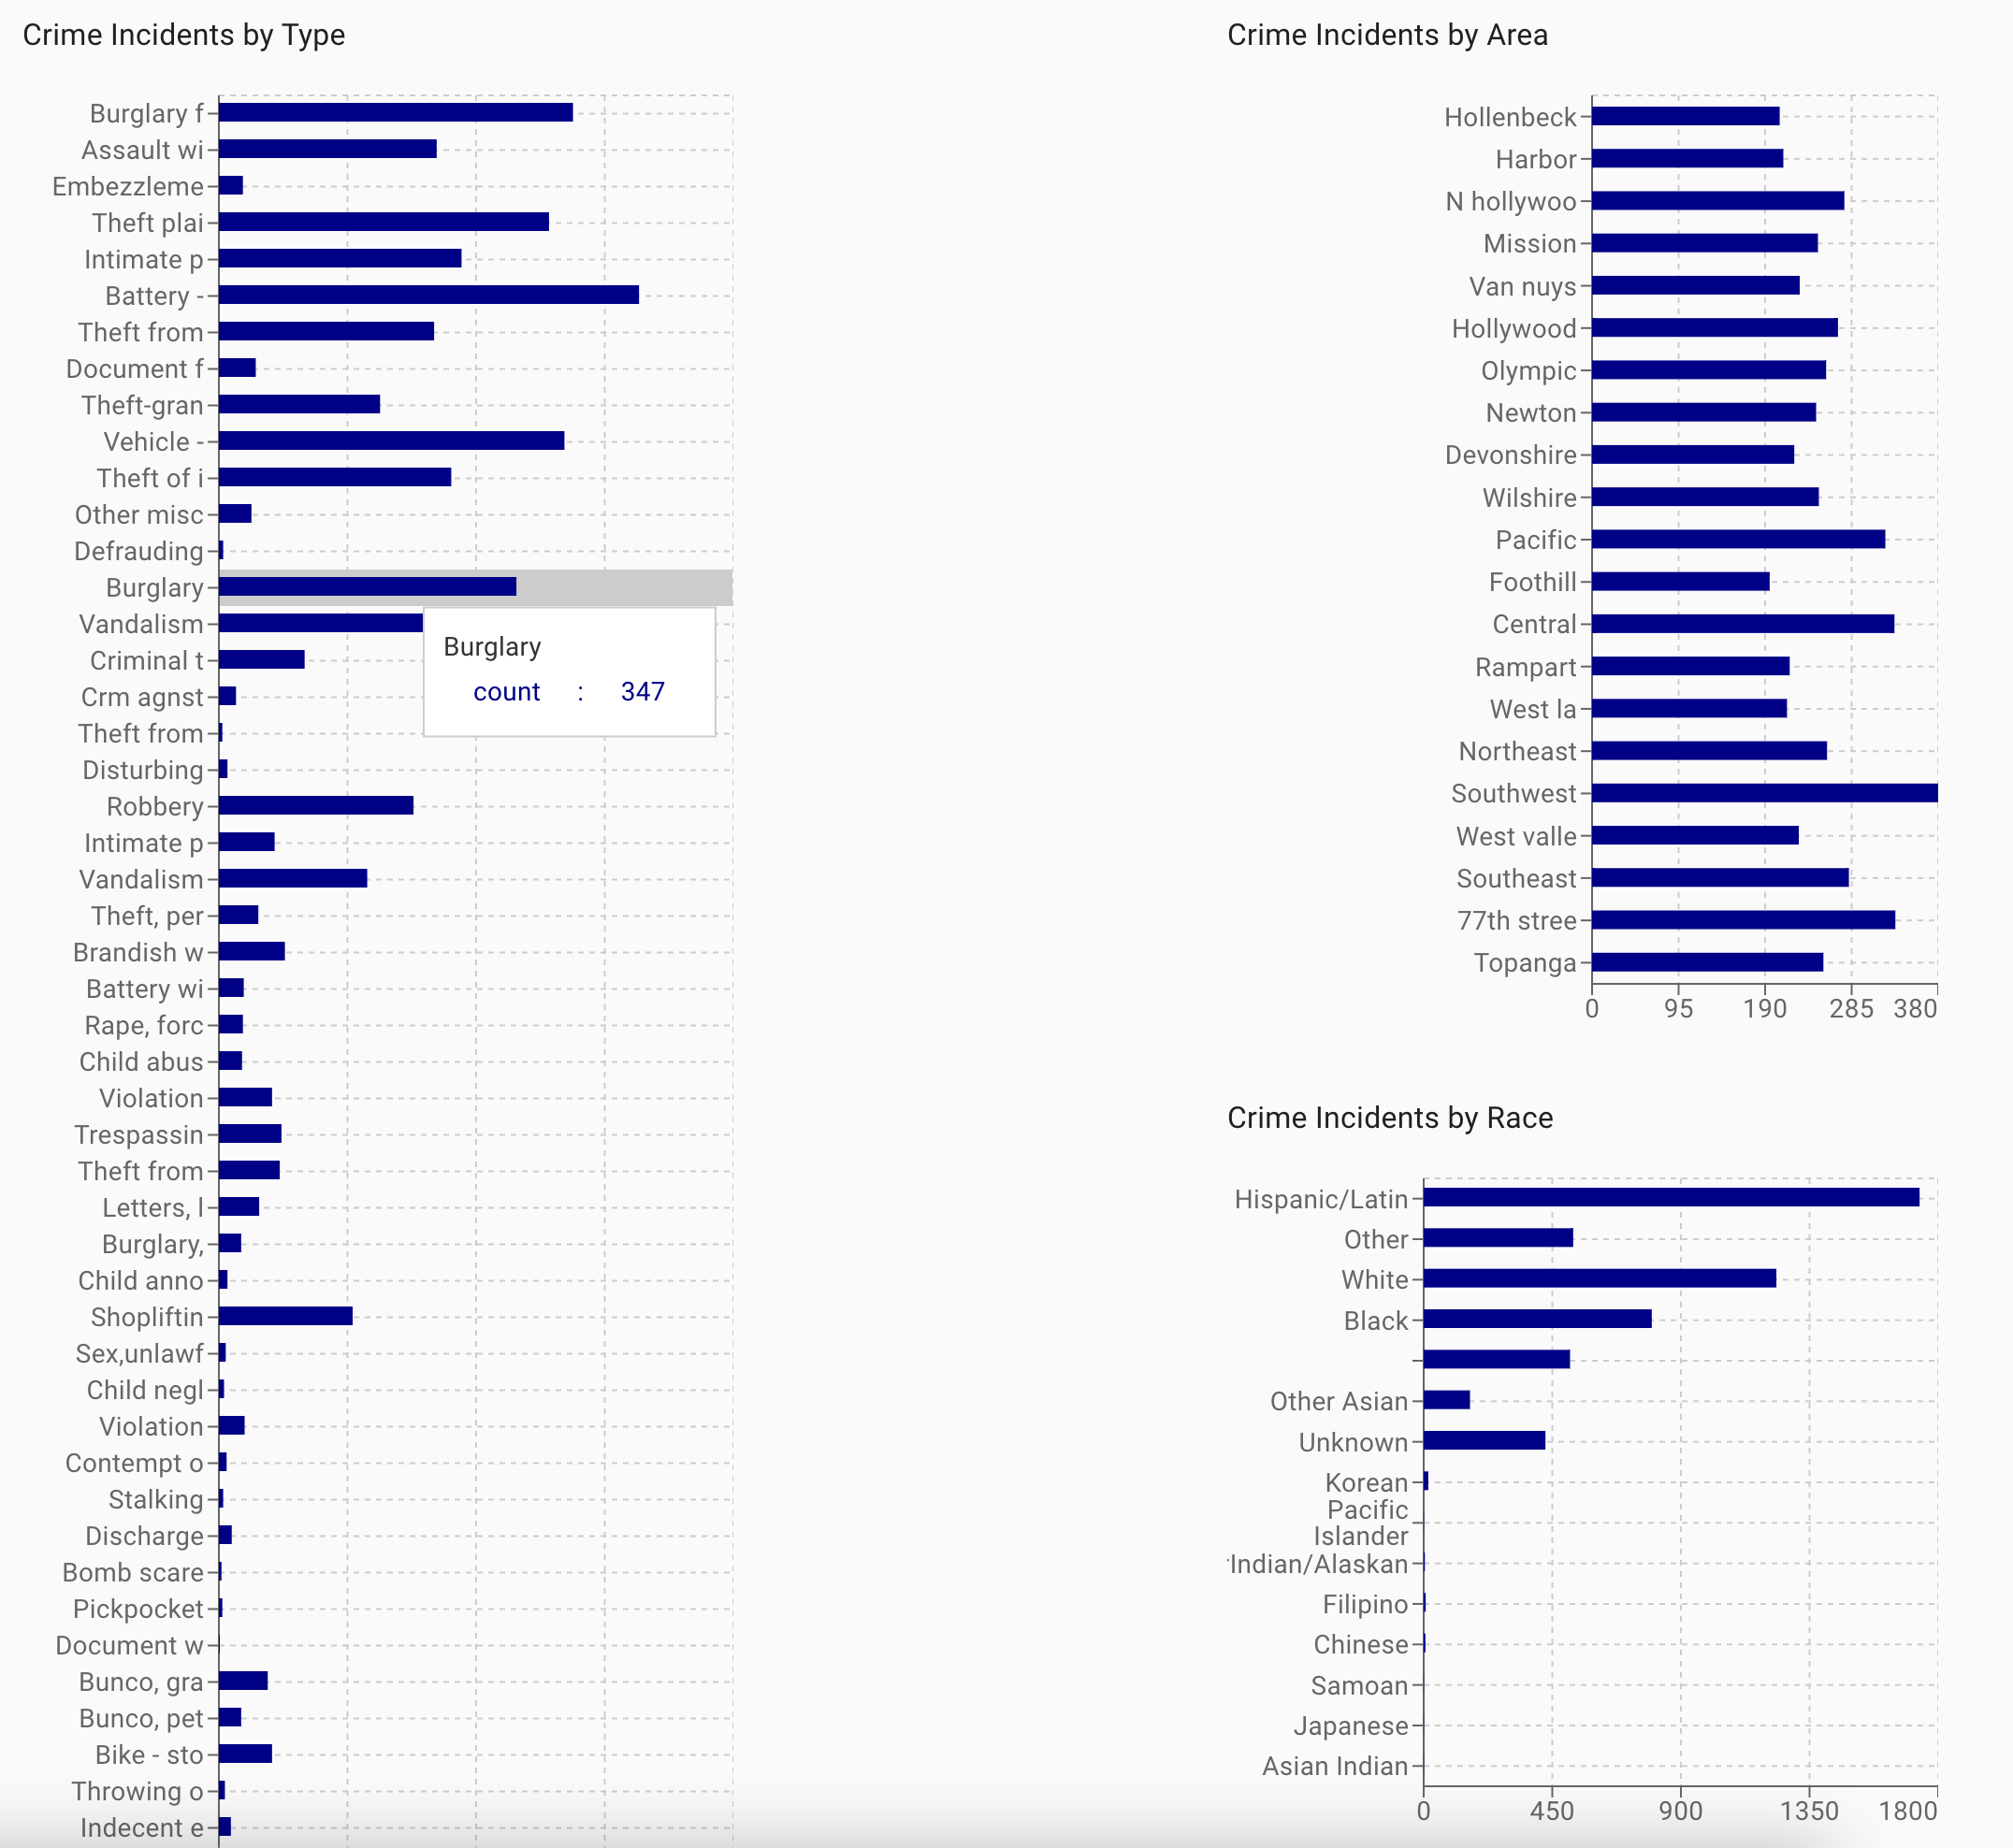 Crime Incidents by Type
Burglary f
Assault wi
Embezzleme
Theft plai
Intimate p
Battery -
Theft from
Document f
Theft-gran
Vehicle -
Theft of i
Other misc
Defrauding
Burglary
Vandalism
Criminal t
Crm agnst
Theft from
Disturbing
Robbery
Intimate p
Vandalism
Theft, per
Brandish w
Battery wi
Rape, forc
Child abus
Violation
Trespassin
Theft from
Letters, l
Burglary,
Child anno
Shopliftin
Sex,unlawf
Child negl
Violation
Contempt o
Stalking
Discharge
Bomb scare
Pickpocket
Document w
Bunco, gra
Bunco, pet
Bike - sto
Throwing o
Indecent e
Burglary
count : 347
Crime Incidents by Area
Hollenbeck
Harbor
N hollywoo
Mission
Van nuys
Hollywood
Olympic
Newton
Devonshire
Wilshire
Pacific
Foothill
Central
Rampart
West la
Northeast
Southwest
West valle
Southeast
77th stree
Topanga
0 95 190 285 380
Crime Incidents by Race
Hispanic/Latin
Other
White
Black
Other Asian
Unknown
Korean
Pacific
Islander
Indian/Alaskan
Filipino
Chinese
Samoan
Japanese
Asian Indian
0 450 900 1350 1800